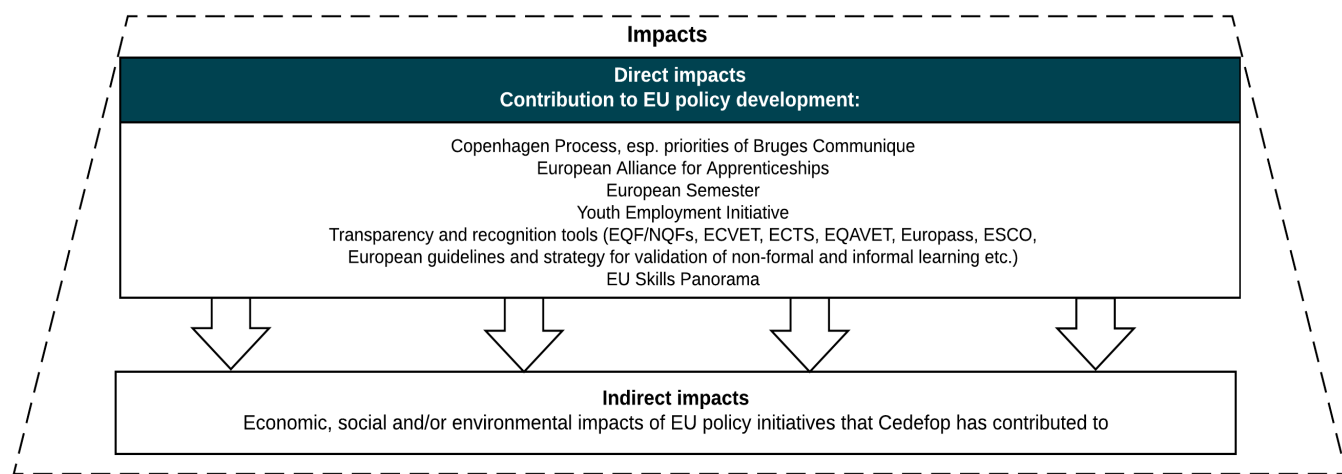 Impacts
Direct impacts
Contribution to EU policy development:
Copenhagen Process, esp. priorities of Bruges Communique
European Alliance for Apprenticeships
European Semester
Youth Employment Initiative
Transparency and recognition tools (EQF/NQFs, ECVET, ECTS, EQAVET, Europass, ESCO,
European guidelines and strategy for validation of non-formal and informal learning etc.)
EU Skills Panorama
Indirect impacts
Economic, social and/or environmental impacts of EU policy initiatives that Cedefop has contributed to